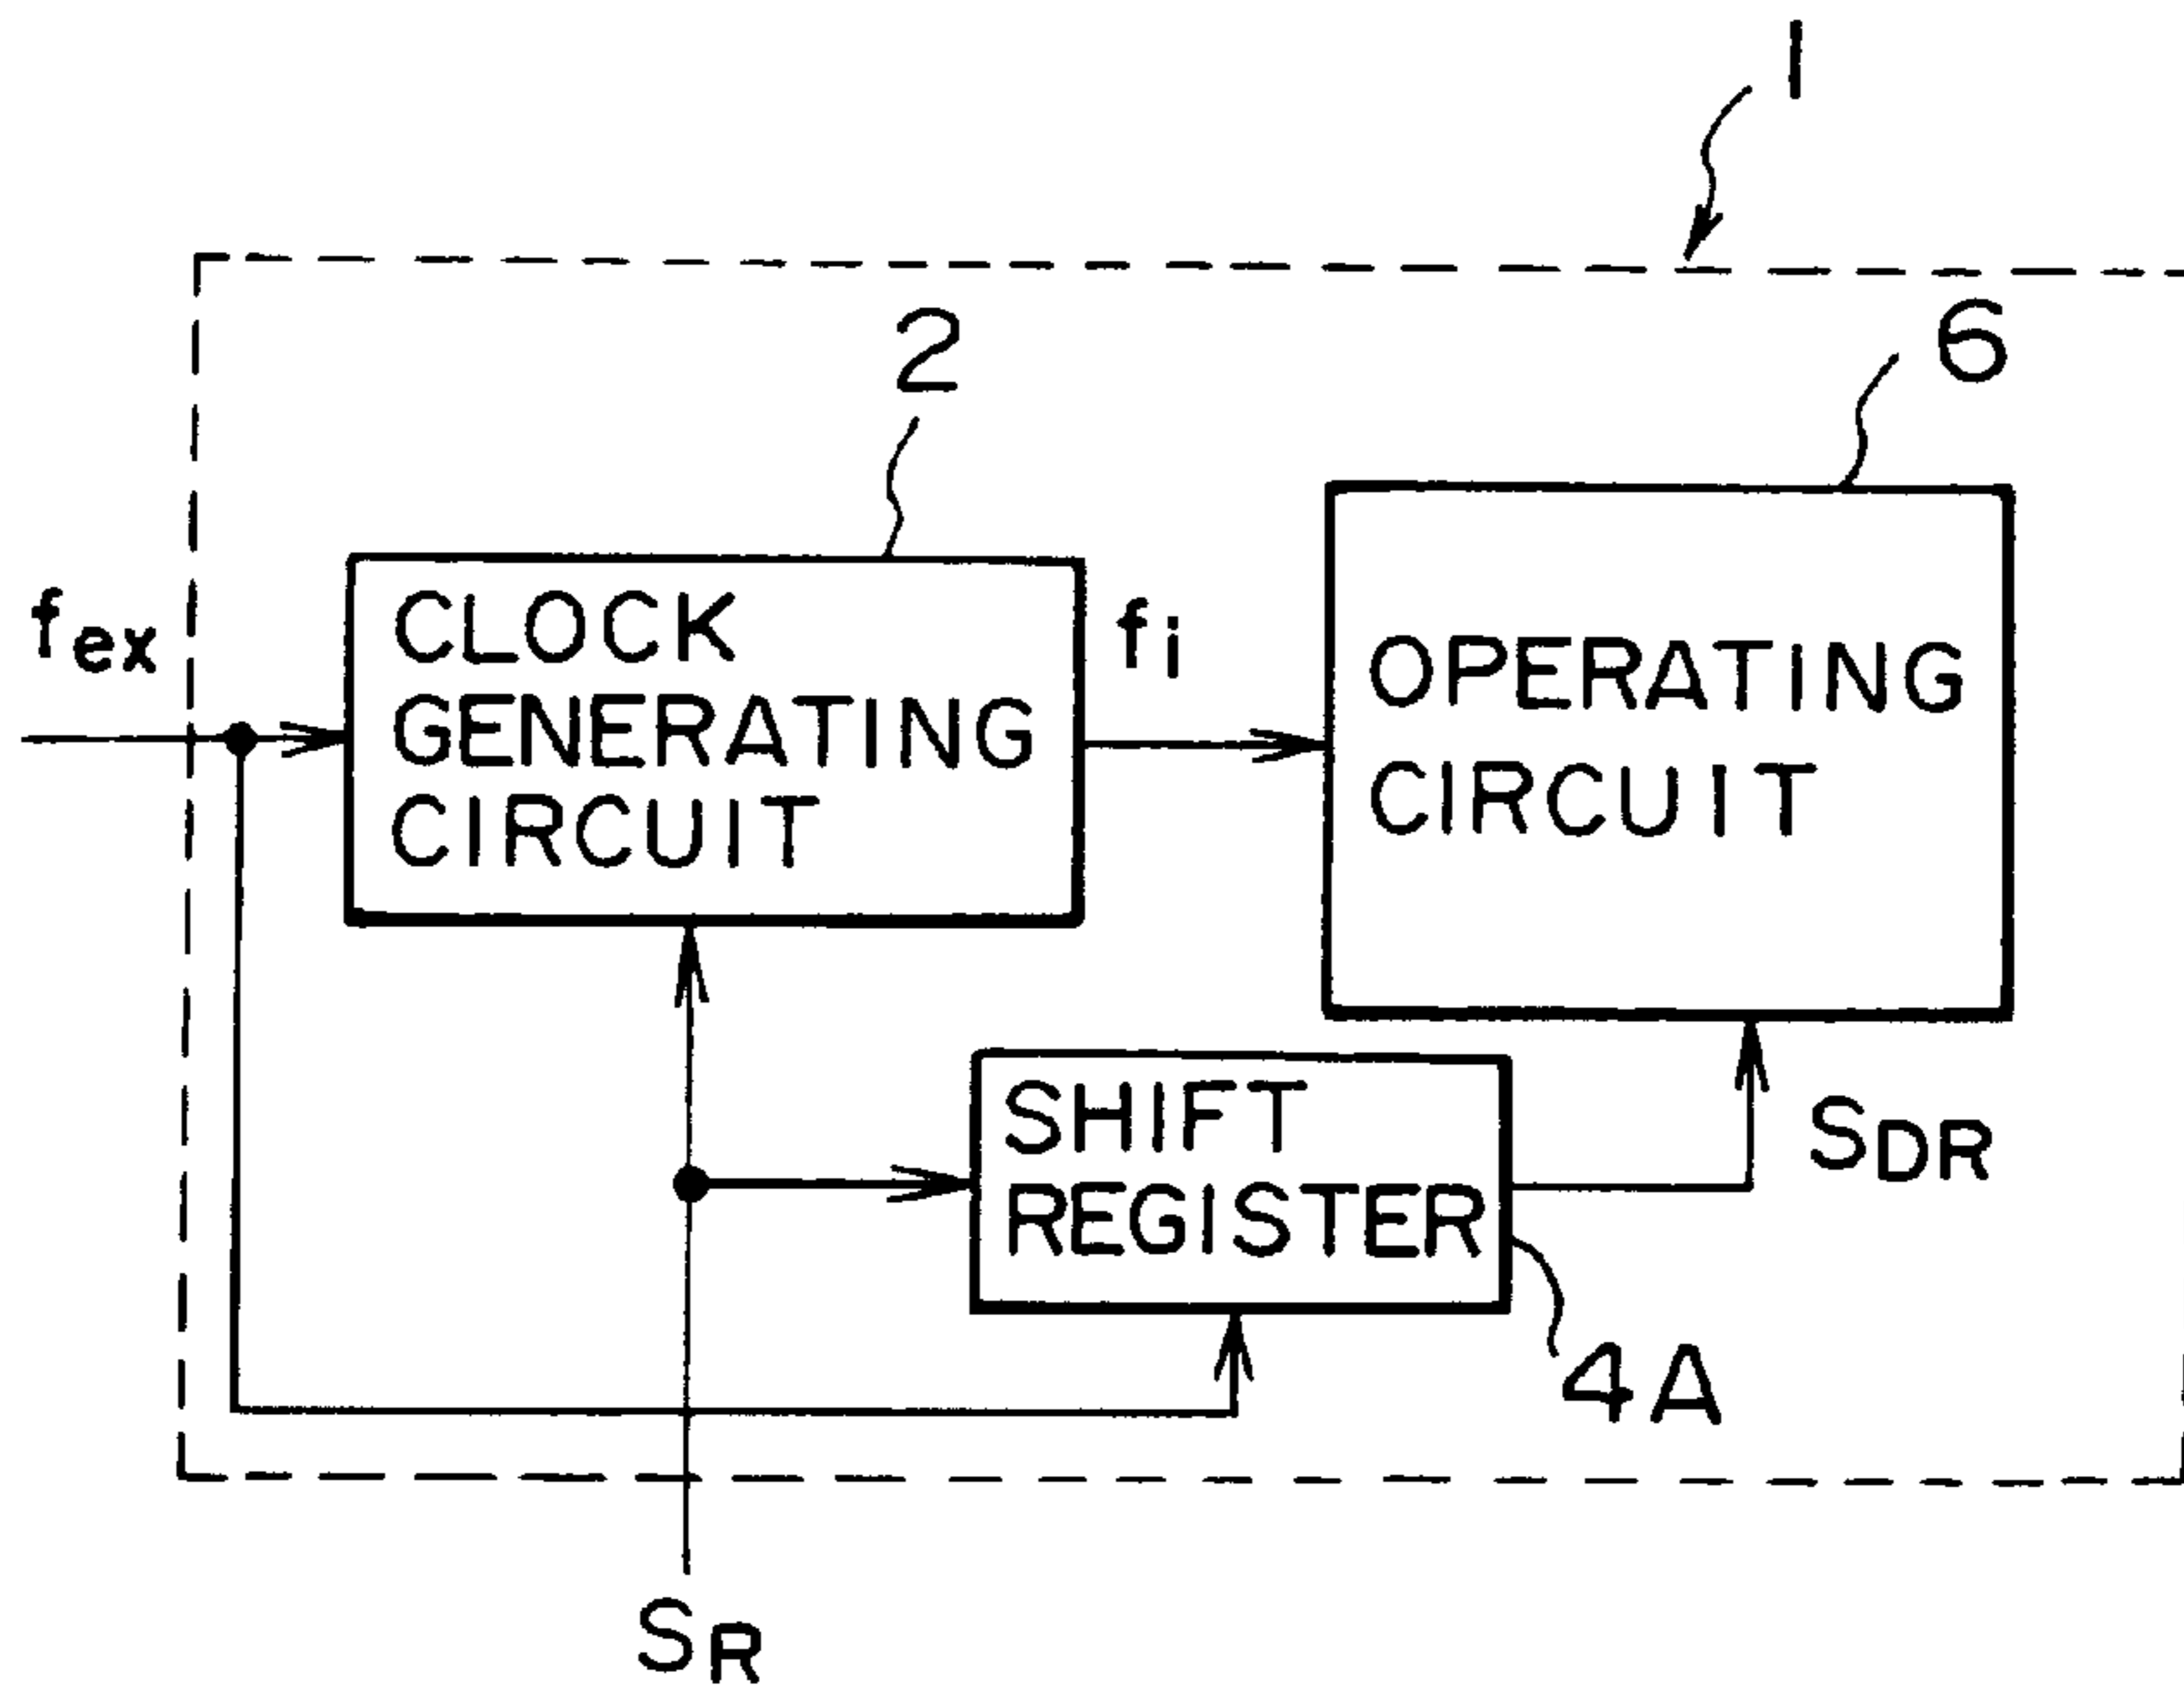 1
2
6
fex
CLOCK
GENERATING
CIRCUIT
fi
OPERATING
CIRCUIT
SHIFT
REGISTER
SDR
4A
SR